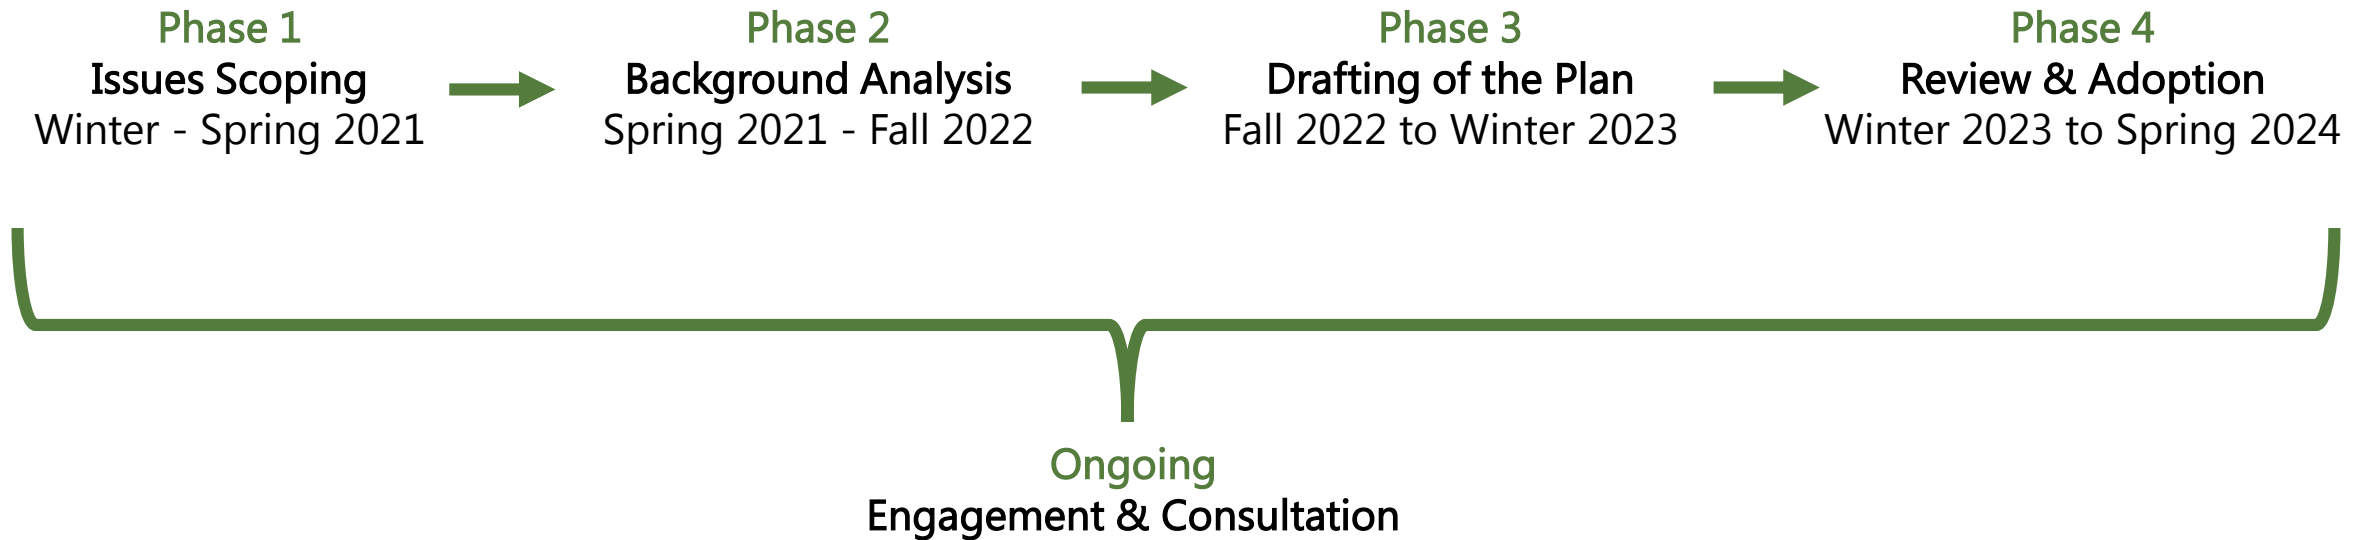 Phase 1
Issues Scoping
Winter - Spring 2021
Phase 2
Background Analysis
Spring 2021 - Fall 2022
Phase 3
Drafting of the Plan
Fall 2022 to Winter 2023
Phase 4
Review & Adoption
Winter 2023 to Spring 2024
Ongoing
Engagement & Consultation